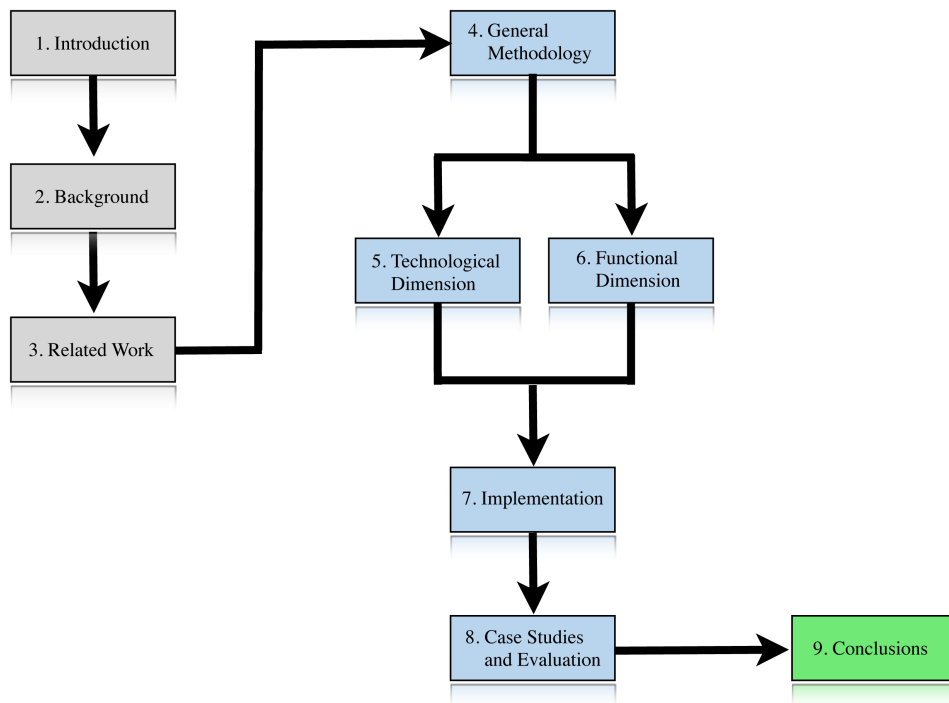 1. Introduction
2. Background
3. Related Work
4. General
Methodology
5. Technological
Dimension
6. Functional
Dimension
7. Implementation
8. Case Studies
and Evaluation
9. Conclusions